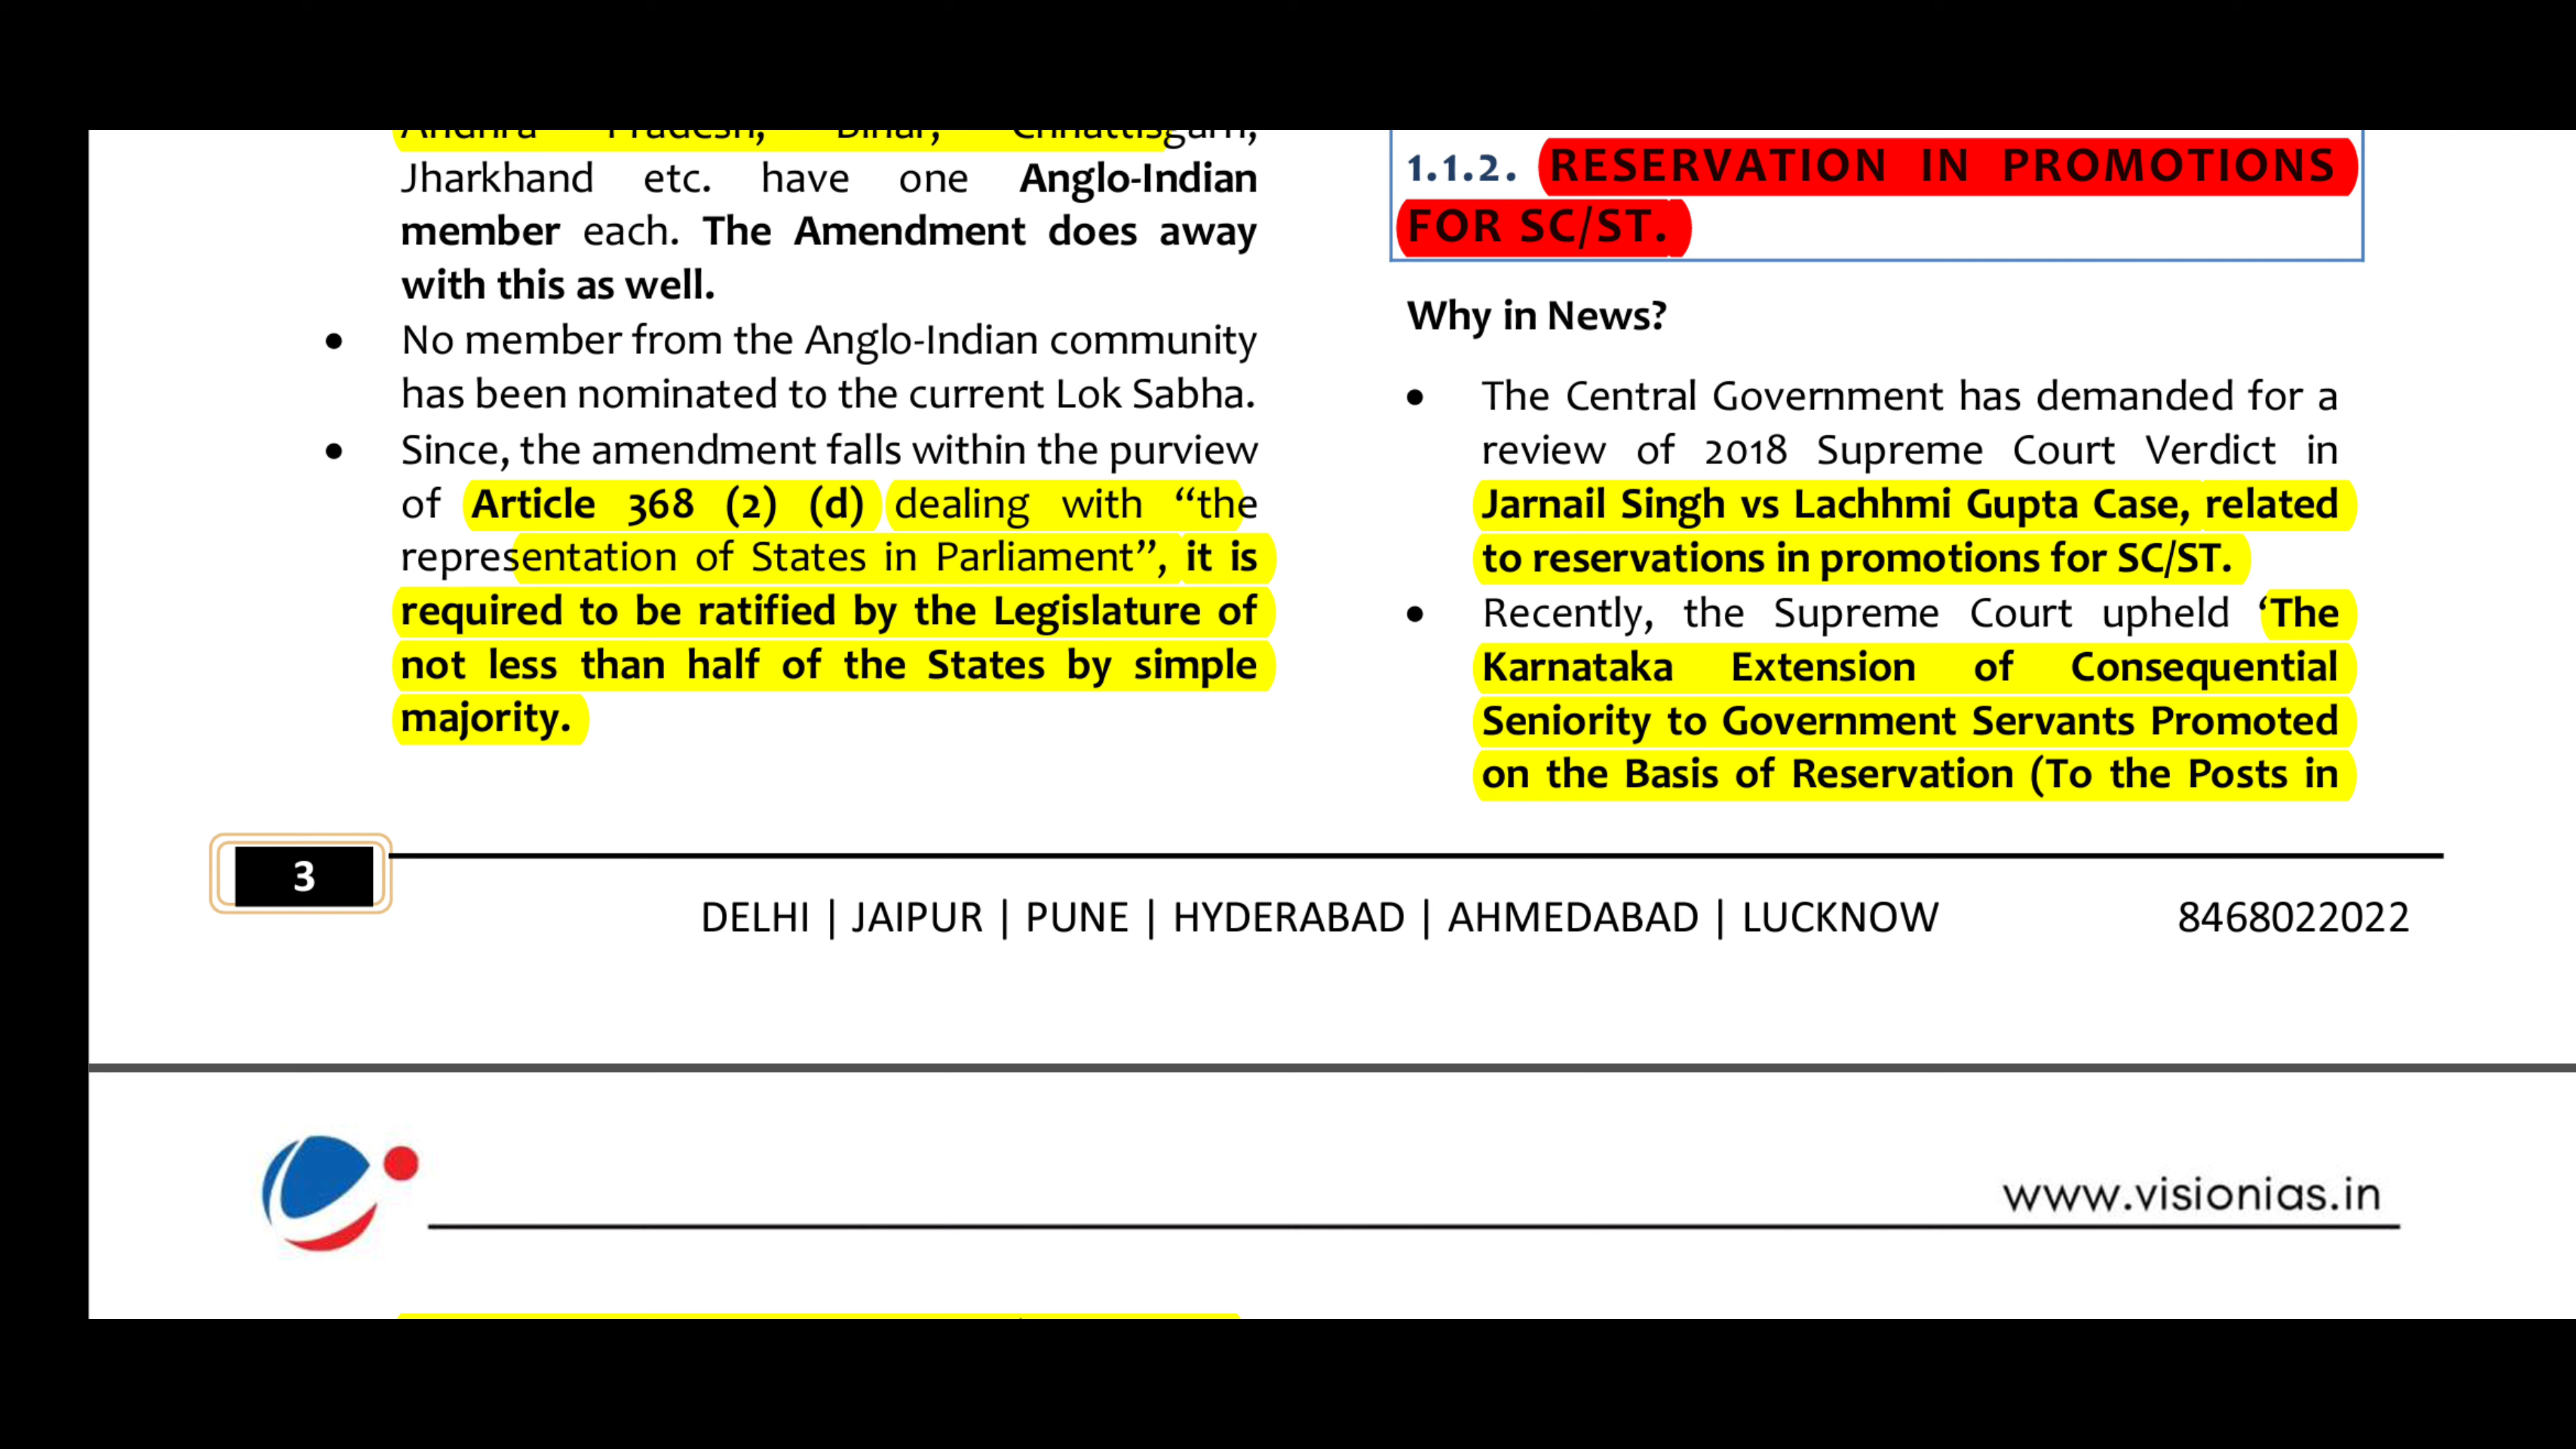 Andhra Pradesh, Bihar, Chhattisgarh,
Jharkhand etc. have one Anglo-Indian
member each. The Amendment does away
with this as well.
• No member from the Anglo-Indian community
has been nominated to the current Lok Sabha.
• Since, the amendment falls within the purview
of Article 368 (2) (d) dealing with “the
representation of States in Parliament”, it is
required to be ratified by the Legislature of
not less than half of the States by simple
majority.
1.1.2. RESERVATION IN PROMOTIONS
FOR SC/ST.
Why in News?
• The Central Government has demanded for a
review of 2018 Supreme Court Verdict in
Jarnail Singh vs Lachhmi Gupta Case, related
to reservations in promotions for SC/ST.
• Recently, the Supreme Court upheld ‘The
Karnataka Extension of Consequential
Seniority to Government Servants Promoted
on the Basis of Reservation (To the Posts in
3
DELHI | JAIPUR | PUNE | HYDERABAD | AHMEDABAD | LUCKNOW 8468022022
www.visionias.in